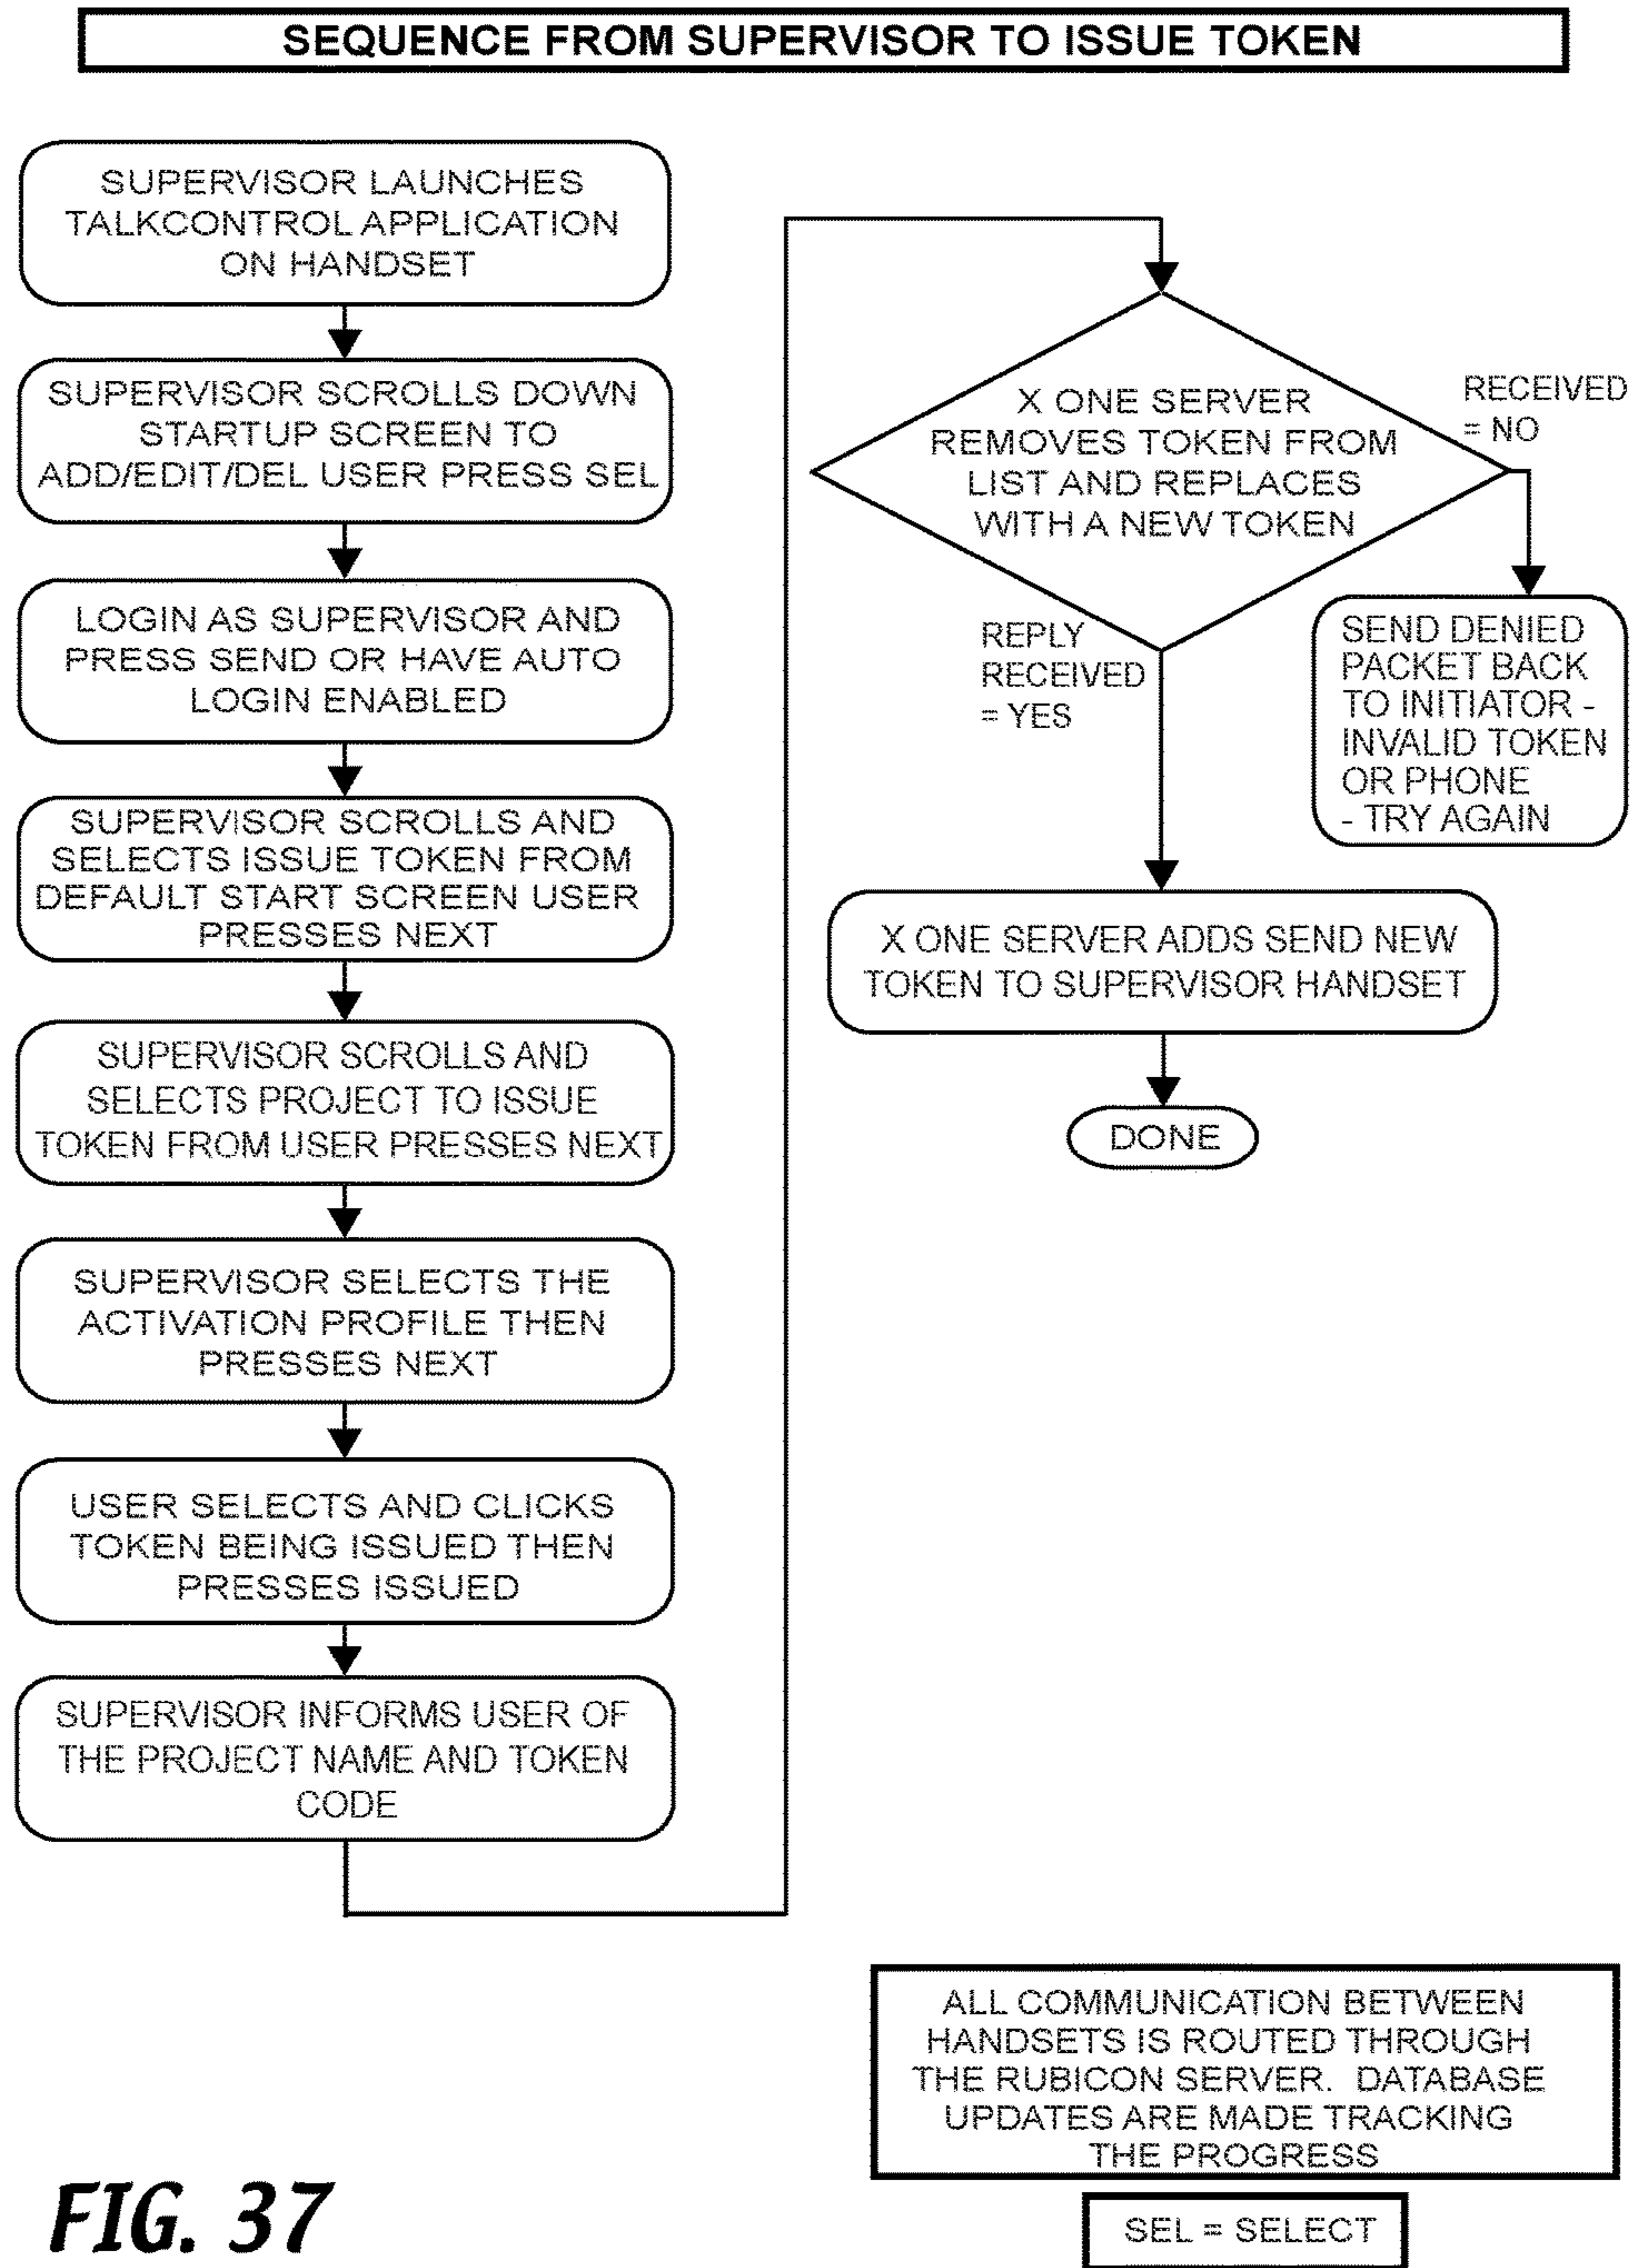 SEQUENCE FROM SUPERVISOR TO ISSUE TOKEN
SUPERVISOR LAUNCHES
TALKCONTROL APPLICATION
ON HANDSET
SUPERVISOR SCROLLS DOWN
STARTUP SCREEN TO
ADD/EDIT/DEL USER PRESS SEL
LOGIN AS SUPERVISOR AND
PRESS SEND OR HAVE AUTO
LOGIN ENABLED
SUPERVISOR SCROLLS AND
SELECTS ISSUE TOKEN FROM
DEFAULT START SCREEN USER
PRESSES NEXT
SUPERVISOR SCROLLS AND
SELECTS PROJECT TO ISSUE
TOKEN FROM USER PRESSES NEXT
SUPERVISOR SELECTS THE
ACTIVATION PROFILE THEN
PRESSES NEXT
USER SELECTS AND CLICKS
TOKEN BEING ISSUED THEN
PRESSES ISSUED
SUPERVISOR INFORMS USER OF
THE PROJECT NAME AND TOKEN
CODE
X ONE SERVER
REMOVES TOKEN FROM
LIST AND REPLACES
WITH A NEW TOKEN
RECEIVED
= NO
SEND DENIED
PACKET BACK
TO INITIATOR -
INVALID TOKEN
OR PHONE
- TRY AGAIN
REPLY
RECEIVED
= YES
X ONE SERVER ADDS SEND NEW
TOKEN TO SUPERVISOR HANDSET
DONE
ALL COMMUNICATION BETWEEN
HANDSETS IS ROUTED THROUGH
THE RUBICON SERVER. DATABASE
UPDATES ARE MADE TRACKING
THE PROGRESS
SEL = SELECT
FIG. 37